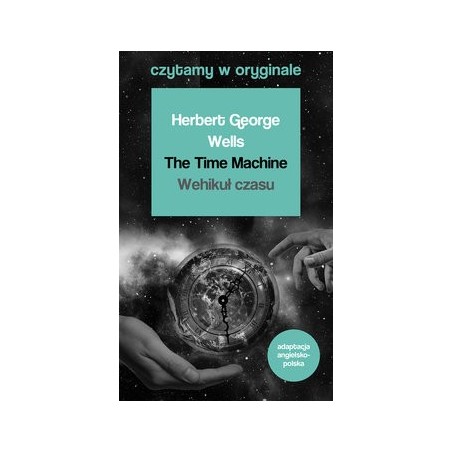 czytamy w oryginale
Herbert George
Wells
The Time Machine
Wehikuł czasu
adaptacja
angielsko-
polska